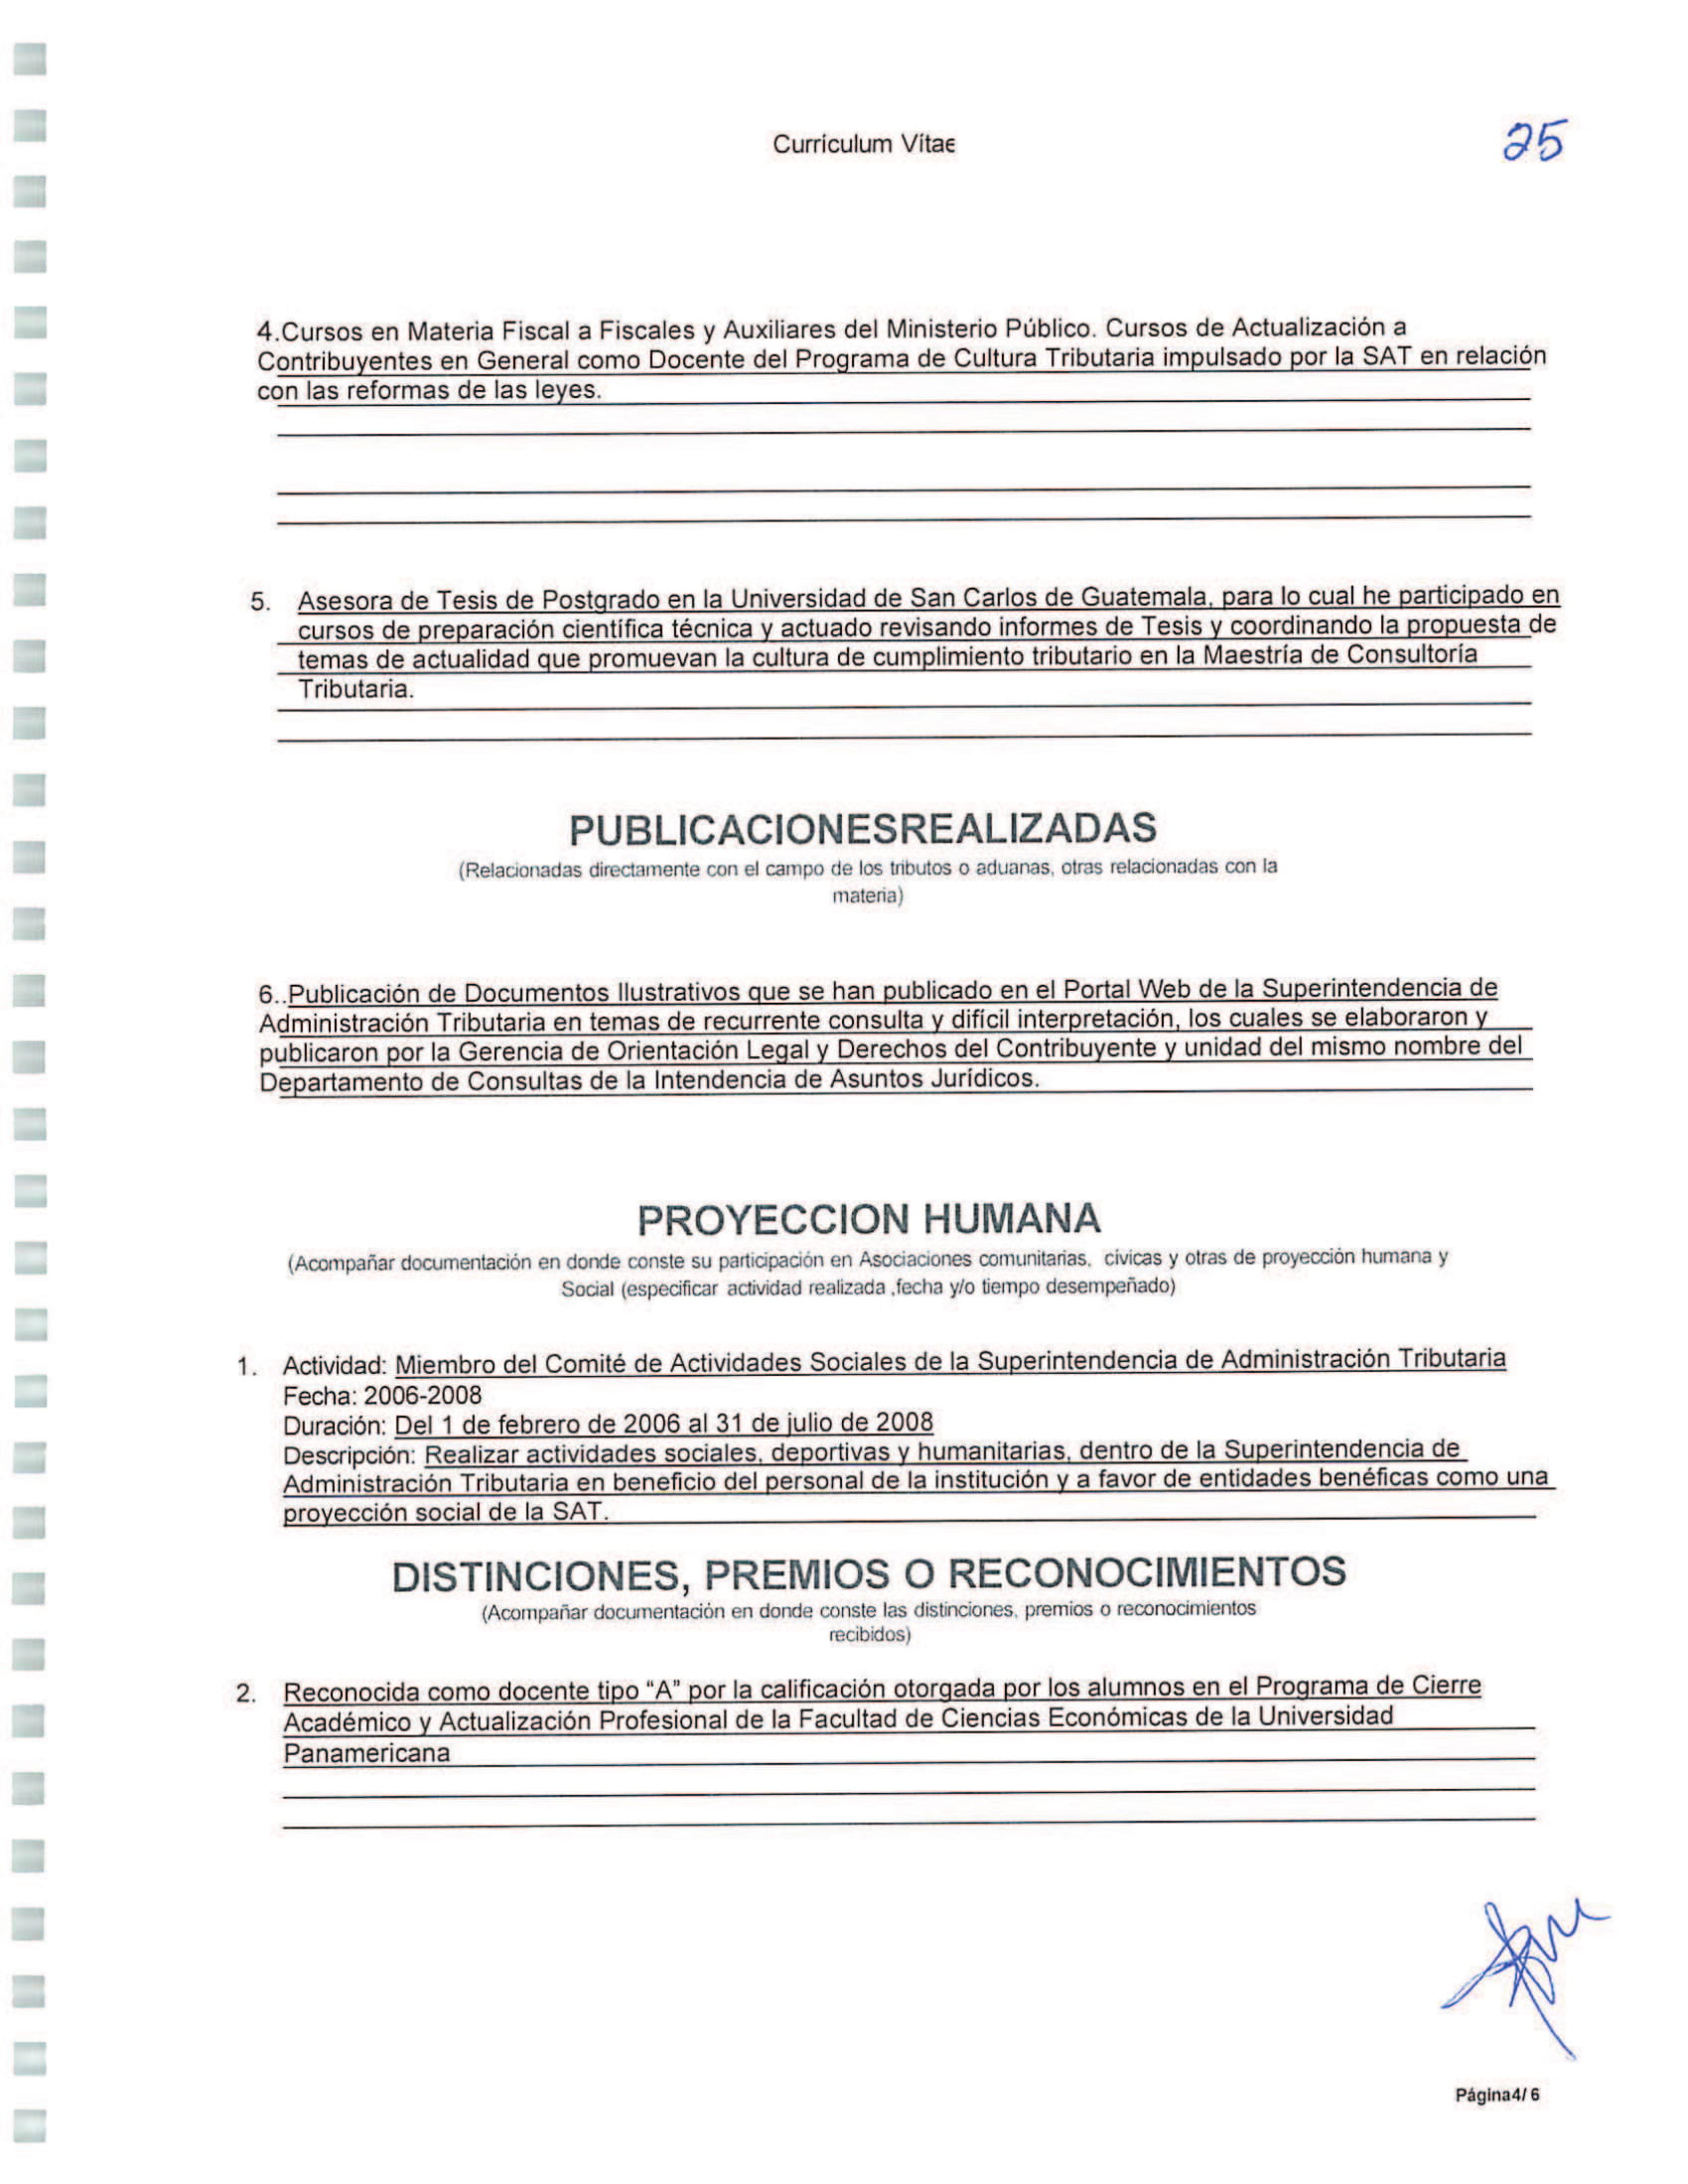 Curriculum Vitae
25
4.Cursos en Materia Fiscal a Fiscales y Auxiliares del Ministerio Público. Cursos de Actualización a
Contribuyentes en General como Docente del Programa de Cultura Tributaria impulsado por la SAT en relación
con las reformas de las leyes.
5. Asesora de Tesis de Postgrado en la Universidad de San Carlos de Guatemala, para lo cual he participado en
cursos de preparación científica técnica y actuado revisando informes de Tesis y coordinando la propuesta de
temas de actualidad que promuevan la cultura de cumplimiento tributario en la Maestría de Consultoría
Tributaria.
PUBLICACIONESREALIZADAS
(Relacionadas directamente con el campo de los tributos o aduanas, otras relacionadas con la
materia)
6..Publicación de Documentos Ilustrativos que se han publicado en el Portal Web de la Superintendencia de
Administración Tributaria en temas de recurrente consulta y difícil interpretación, los cuales se elaboraron y
publicaron por la Gerencia de Orientación Legal y Derechos del Contribuyente y unidad del mismo nombre del
Departamento de Consultas de la Intendencia de Asuntos Jurídicos.
PROYECCION HUMANA
(Acompañar documentación en donde conste su participación en Asociaciones comunitarias, cívicas y otras de proyección humana y
Social (especificar actividad realizada ,fecha y/o tiempo desempeñado)
1. Actividad: Miembro del Comité de Actividades Sociales de la Superintendencia de Administración Tributaria
Fecha: 2006-2008
Duración: Del 1 de febrero de 2006 al 31 de julio de 2008
Descripción: Realizar actividades sociales, deportivas y humanitarias, dentro de la Superintendencia de
Administración Tributaria en beneficio del personal de la institución y a favor de entidades benéficas como una
proyección social de la SAT.
DISTINCIONES, PREMIOS O RECONOCIMIENTOS
(Acompañar documentación en donde conste las distinciones, premios o reconocimientos
recibidos)
2. Reconocida como docente tipo “A” por la calificación otorgada por los alumnos en el Programa de Cierre
Académico y Actualización Profesional de la Facultad de Ciencias Económicas de la Universidad
Panamericana
Página4/ 6